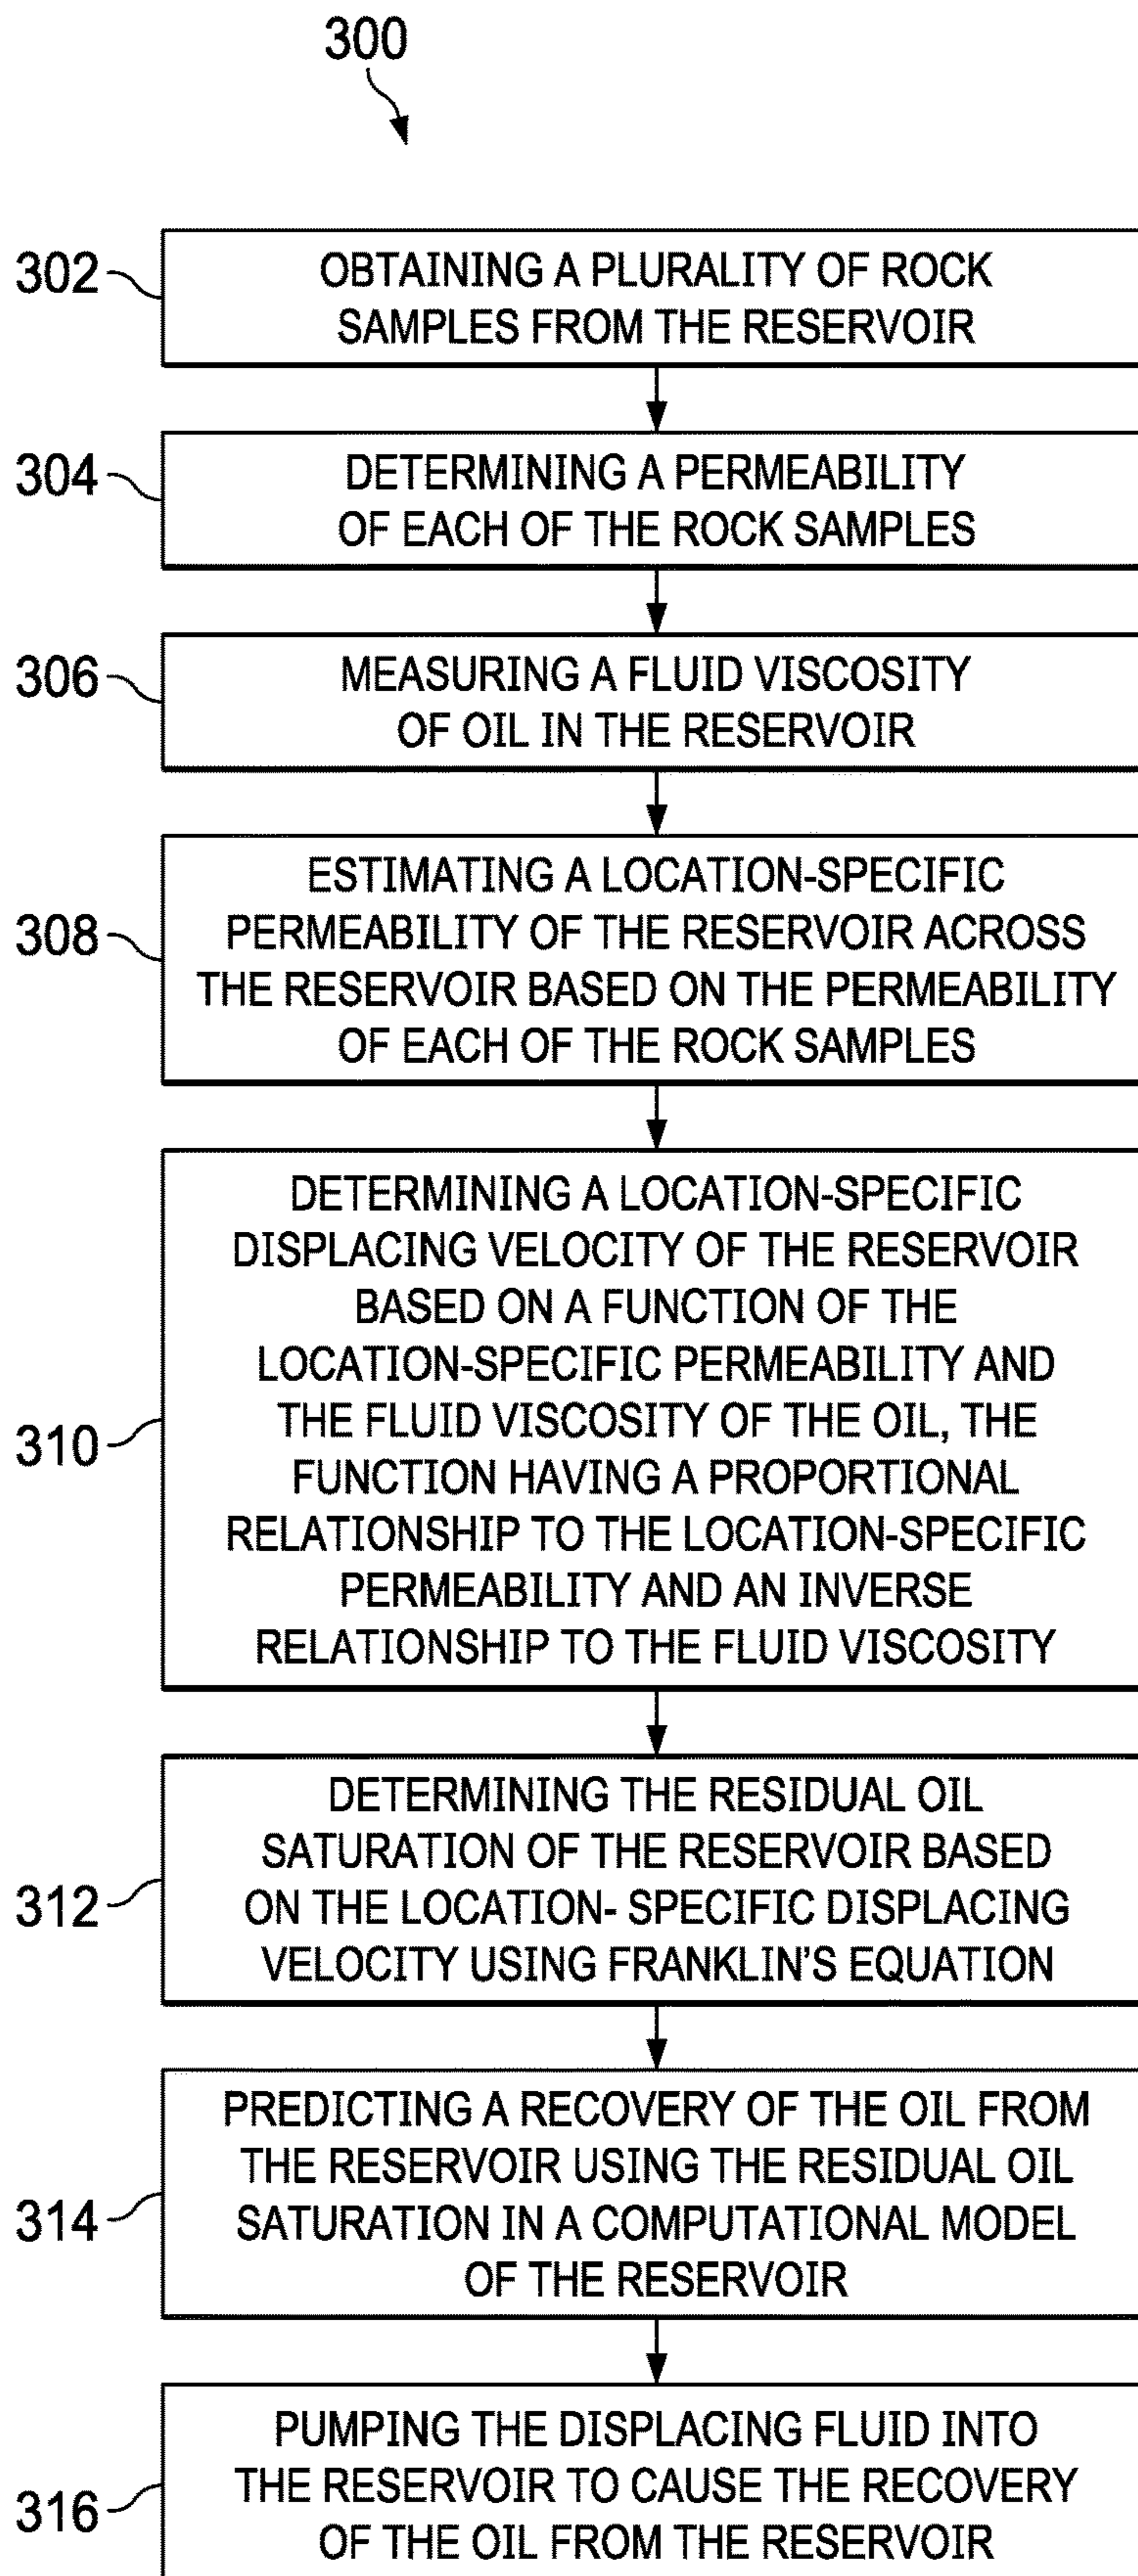 300
302
OBTAINING A PLURALITY OF ROCK
SAMPLES FROM THE RESERVOIR
304
DETERMINING A PERMEABILITY
OF EACH OF THE ROCK SAMPLES
306
MEASURING A FLUID VISCOSITY
OF OIL IN THE RESERVOIR
308
ESTIMATING A LOCATION-SPECIFIC
PERMEABILITY OF THE RESERVOIR ACROSS
THE RESERVOIR BASED ON THE PERMEABILITY
OF EACH OF THE ROCK SAMPLES
310
DETERMINING A LOCATION-SPECIFIC
DISPLACING VELOCITY OF THE RESERVOIR
BASED ON A FUNCTION OF THE
LOCATION-SPECIFIC PERMEABILITY AND
THE FLUID VISCOSITY OF THE OIL, THE
FUNCTION HAVING A PROPORTIONAL
RELATIONSHIP TO THE LOCATION-SPECIFIC
PERMEABILITY AND AN INVERSE
RELATIONSHIP TO THE FLUID VISCOSITY
312
DETERMINING THE RESIDUAL OIL
SATURATION OF THE RESERVOIR BASED
ON THE LOCATION- SPECIFIC DISPLACING
VELOCITY USING FRANKLIN'S EQUATION
314
PREDICTING A RECOVERY OF THE OIL FROM
THE RESERVOIR USING THE RESIDUAL OIL
SATURATION IN A COMPUTATIONAL MODEL
OF THE RESERVOIR
316
PUMPING THE DISPLACING FLUID INTO
THE RESERVOIR TO CAUSE THE RECOVERY
OF THE OIL FROM THE RESERVOIR